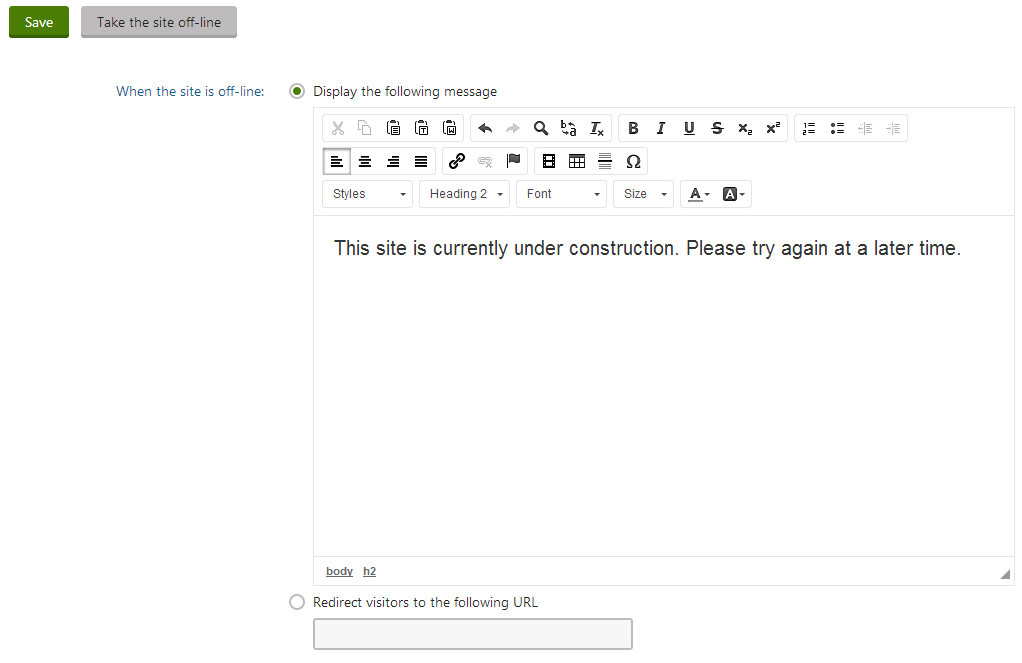 Save Take the site off-line
When the site is off-line: Display the following message
Styles Heading 2 Font Size A A
This site is currently under construction. Please try again at a later time.
body h2
Redirect visitors to the following URL